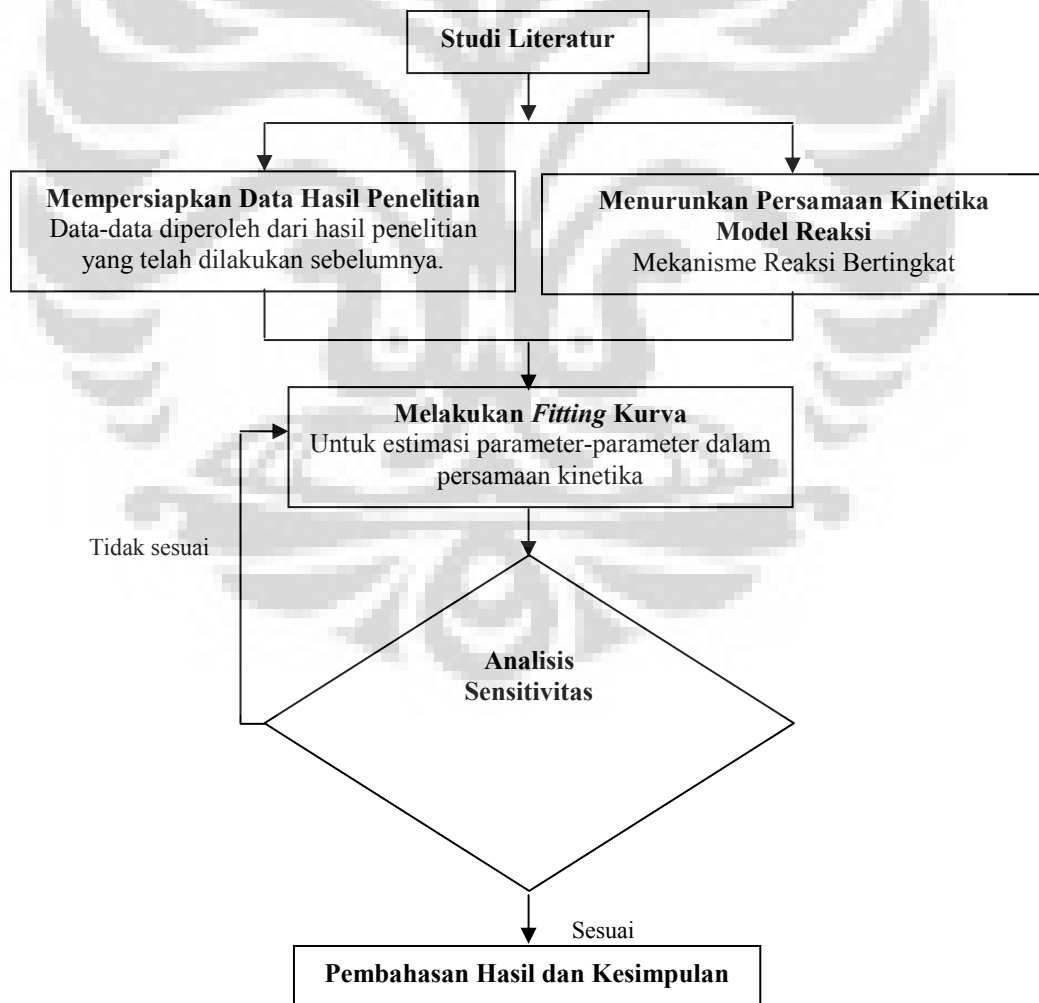 Studi Literatur
Mempersiapkan Data Hasil Penelitian
Data-data diperoleh dari hasil penelitian
yang telah dilakukan sebelumnya.
Menurunkan Persamaan Kinetika
Model Reaksi
Mekanisme Reaksi Bertingkat
Melakukan Fitting Kurva
Untuk estimasi parameter-parameter dalam
persamaan kinetika
Tidak sesuai
Analisis
Sensitivitas
Sesuai
Pembahasan Hasil dan Kesimpulan